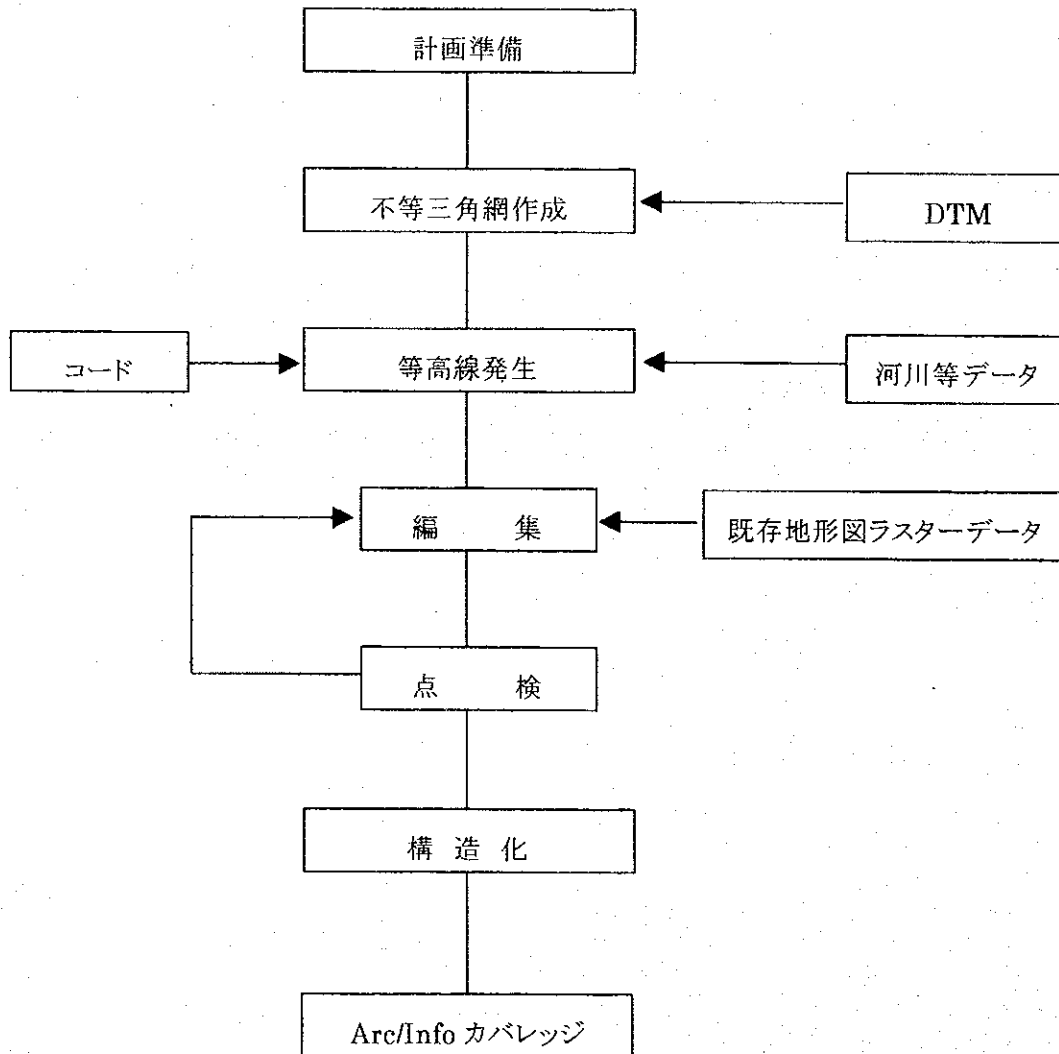 計画準備
不等三角網作成
DTM
コード
等高線発生
河川等データ
編 集
既存地形図ラスターデータ
点 検
構 造 化
Arc/Info カバレッジ